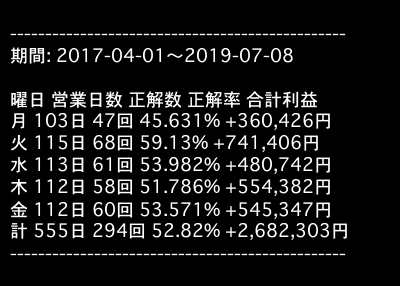 ------------------------------------------------
期間: 2017-04-01～2019-07-08
曜日 営業日数 正解数 正解率 合計利益
月 103日 47回 45.631% +360,426円
火 115日 68回 59.13% +741,406円
水 113日 61回 53.982% +480,742円
木 112日 58回 51.786% +554,382円
金 112日 60回 53.571% +545,347円
計 555日 294回 52.82% +2,682,303円
------------------------------------------------